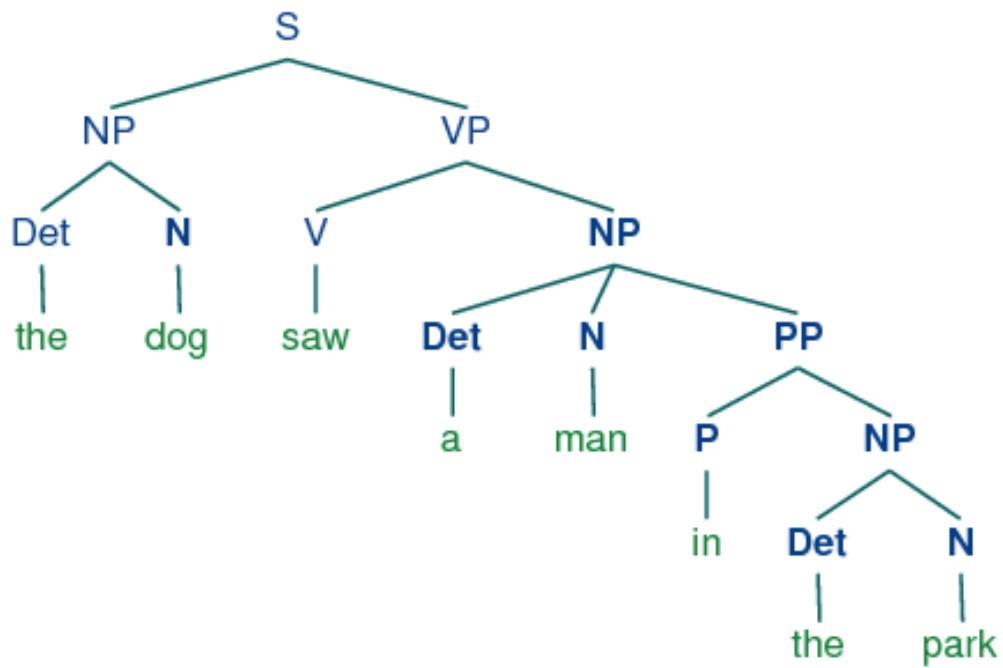 S
NP VP
Det N V NP
the dog saw Det N PP
a man P NP
in Det N
the park